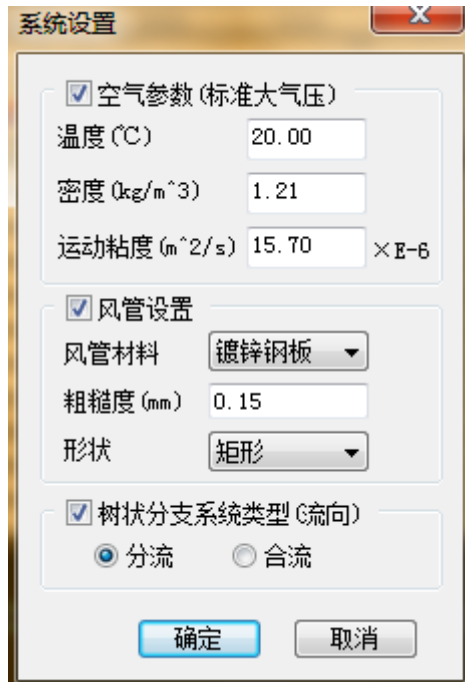 系统设置
空气参数(标准大气压)
温度(℃) 20.00
密度(kg/m^3) 1.21
运动粘度(m^2/s) 15.70 ×E-6
风管设置
风管材料 镀锌钢板
粗糙度(mm) 0.15
形状 矩形
树状分支系统类型(流向)
分流 合流
确定 取消